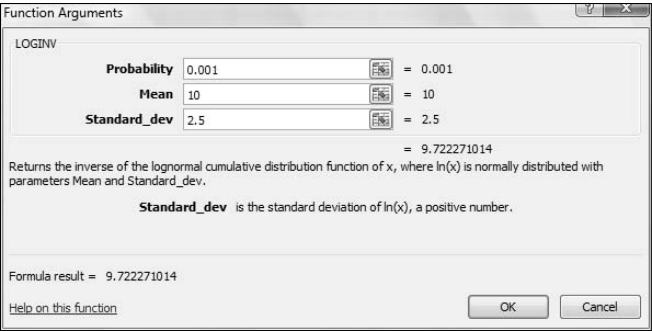 Function Arguments
LOGINV
Probability 0.001 = 0.001
Mean 10 = 10
Standard_dev 2.5 = 2.5
= 9.722271014
Returns the inverse of the lognormal cumulative distribution function of x, where ln(x) is normally distributed with
parameters Mean and Standard_dev.
Standard_dev is the standard deviation of ln(x), a positive number.
Formula result = 9.722271014
Help on this function
OK Cancel